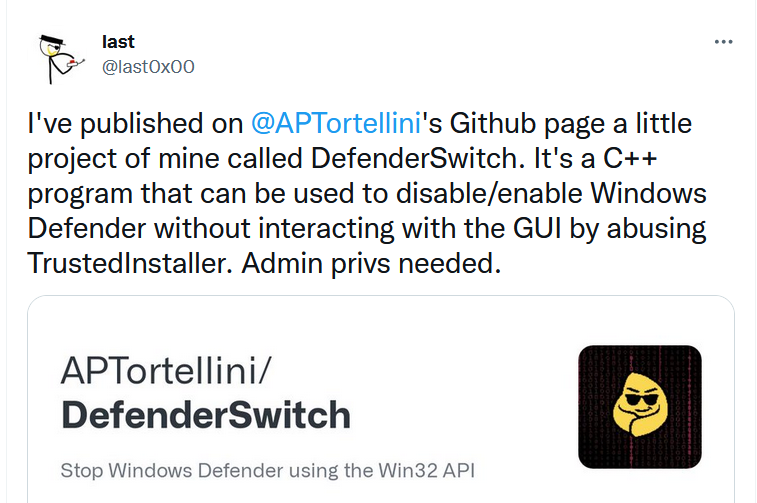 last
@last0x00
I've published on @APTortellini's Github page a little
project of mine called DefenderSwitch. It's a C++
program that can be used to disable/enable Windows
Defender without interacting with the GUI by abusing
TrustedInstaller. Admin privs needed.
APTortellini/
DefenderSwitch
Stop Windows Defender using the Win32 API